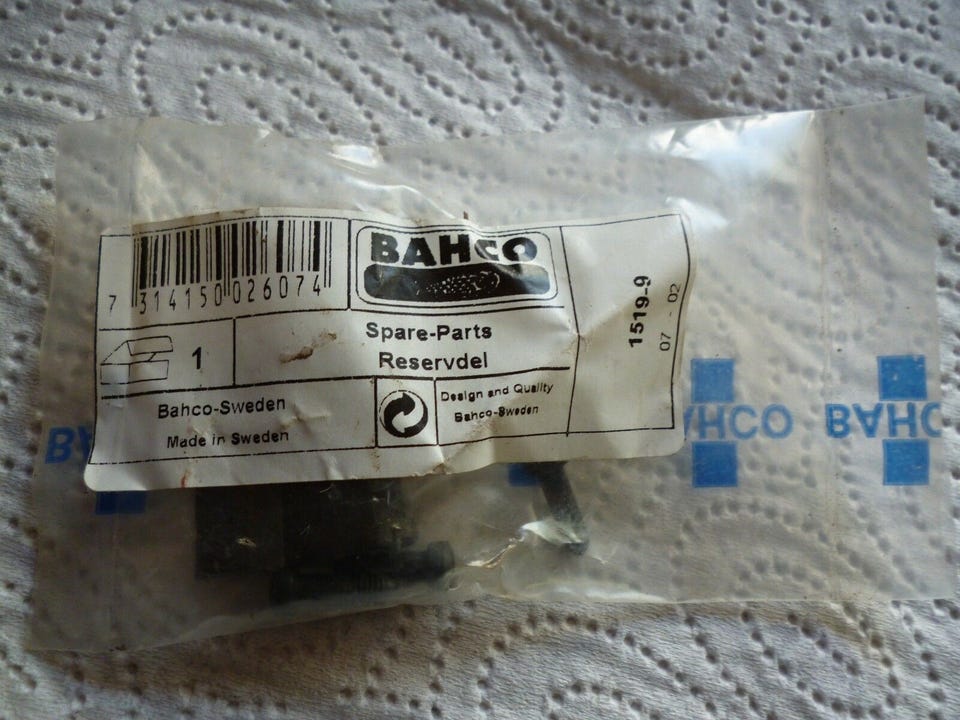 7 314150 026074
BAHCO
1
Spare-Parts
Reservdel
Bahco-Sweden
Made in Sweden
Design and Quality
Bahco-Sweden
1519-9
07 - 02
BAHCO
BAHCO